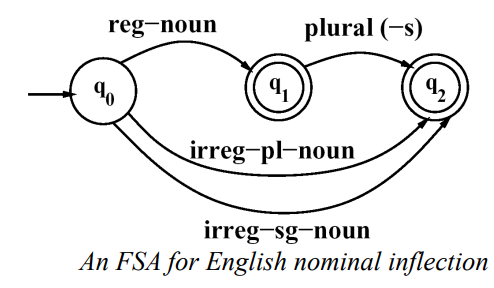 reg−noun
plural (−s)
q0
q1
q2
irreg−pl−noun
irreg−sg−noun
An FSA for English nominal inflection